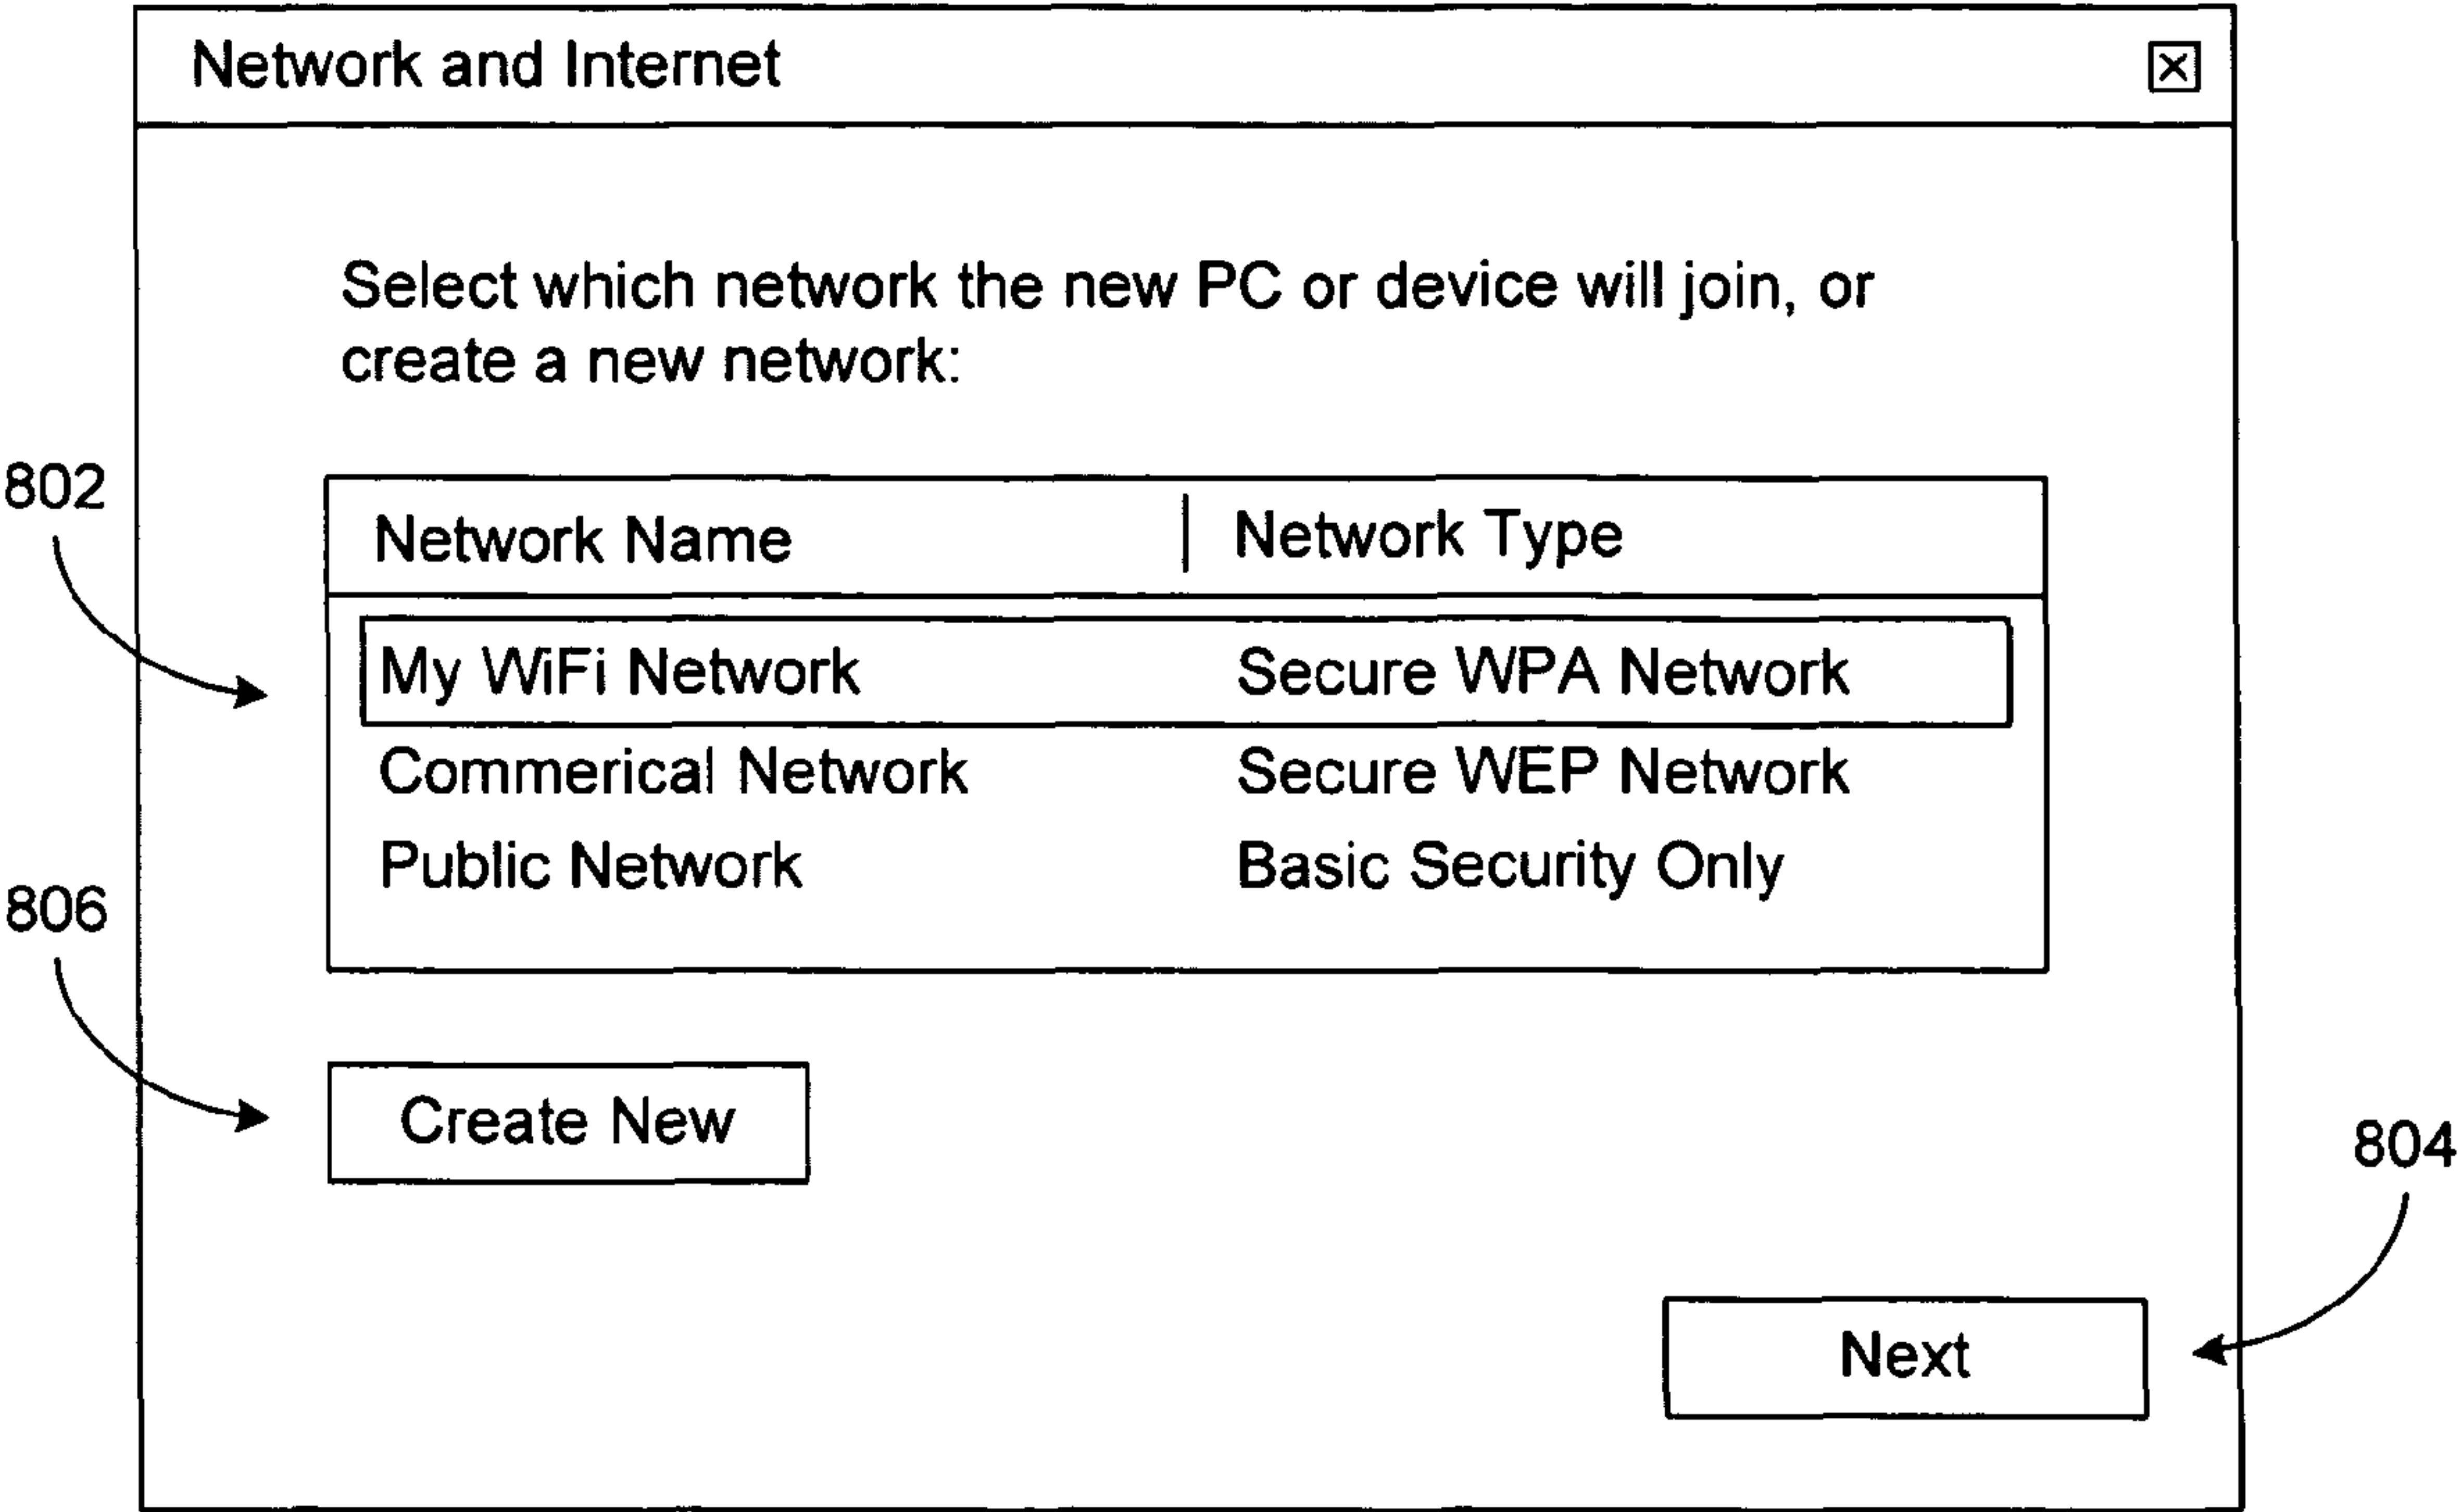 Network and Internet
Select which network the new PC or device will join, or
create a new network:
802
Network Name | Network Type
My WiFi Network Secure WPA Network
Commerical Network Secure WEP Network
Public Network Basic Security Only
806
Create New
804
Next